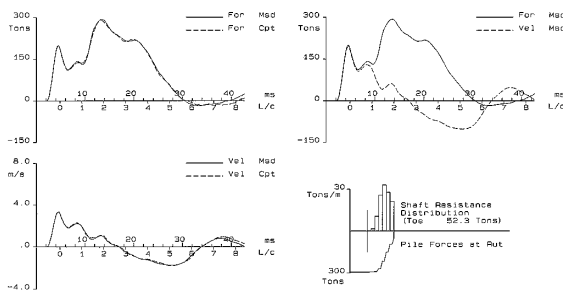 300
Tons
For Msd
For Cpt
150
0
10
20
30
40
ms
0 1 2 3 4 5 6 7 8
L/c
-150
300
Tons
For Msd
Vel Msd
150
0
10
20
30
40
ms
0 1 2 3 4 5 6 7 8
L/c
-150
8.0
m/s
Vel Msd
Vel Cpt
4.0
.0
10
20
30
40
ms
0 1 2 3 4 5 6 7 8
L/c
-4.0
30
Tons/m
Shaft Resistance
Distribution
(Toe 52.3 Tons)
Pile Forces at Rut
300
Tons